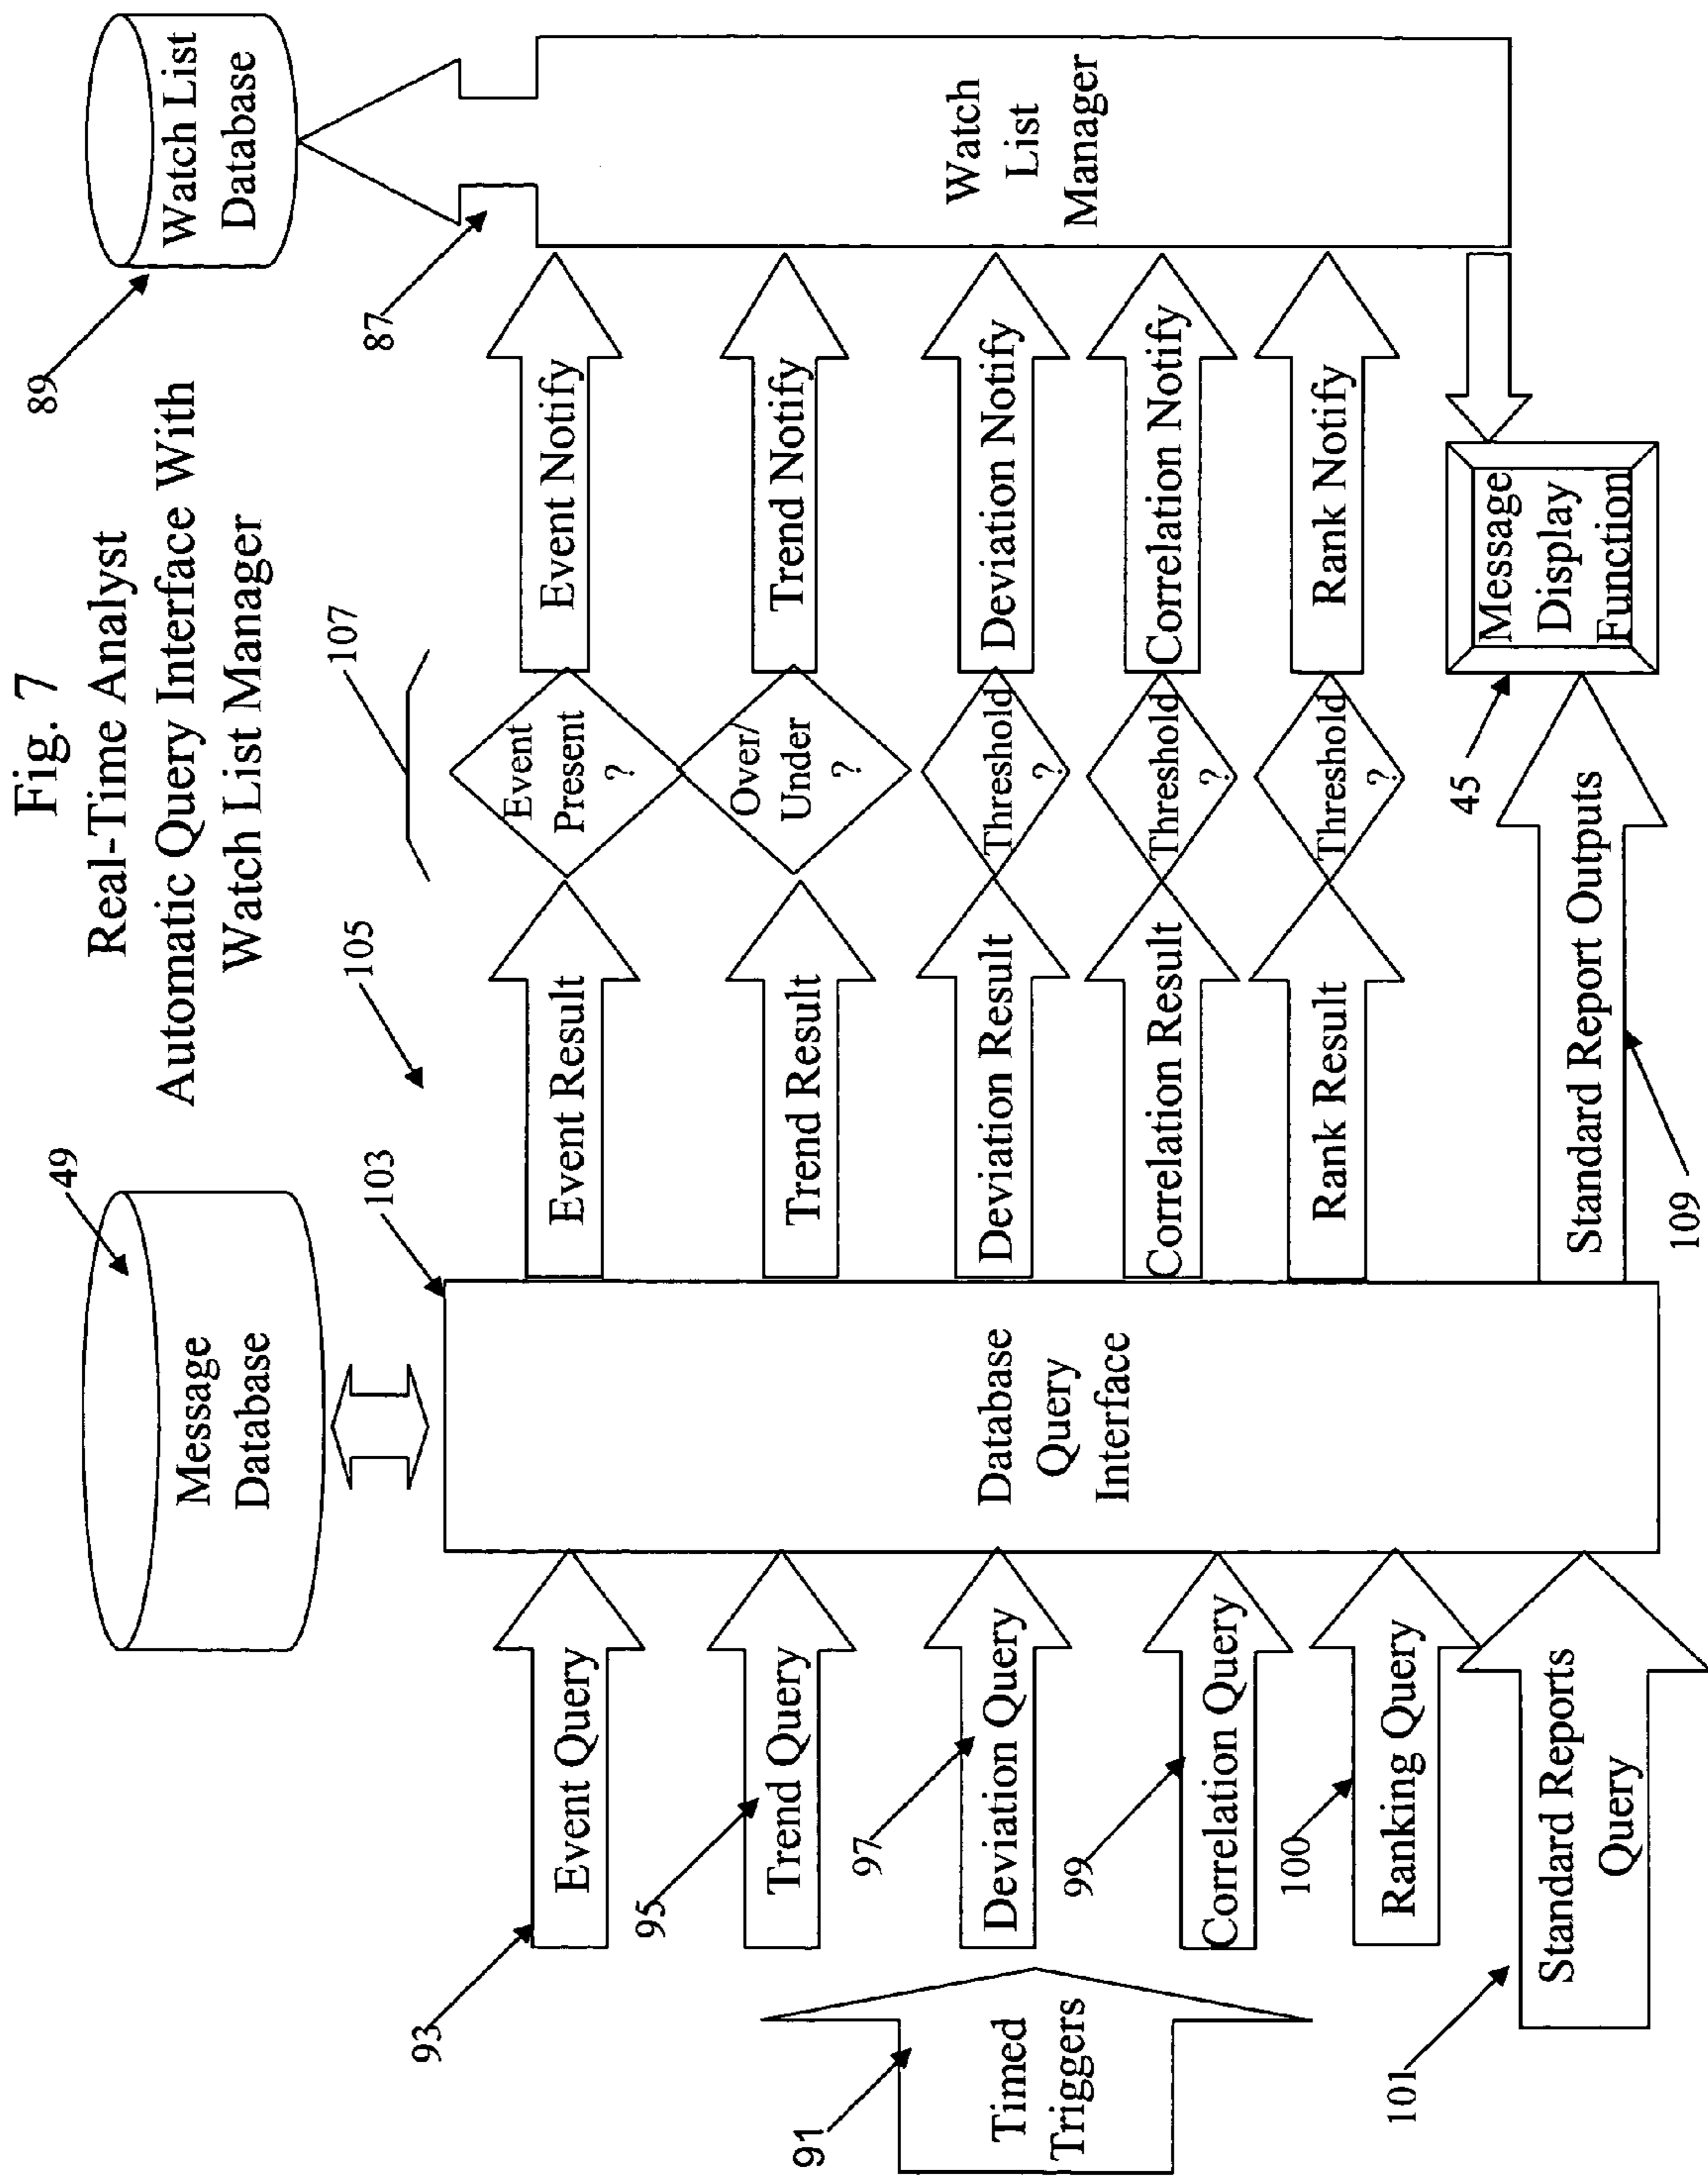 Fig. 7
Real-Time Analyst
Automatic Query Interface With
Watch List Manager
49
Message
Database
103
105
107
89
Watch List
Database
87
93
Event Query
95
Trend Query
97
Deviation Query
99
Correlation Query
100
Ranking Query
101
Standard Reports
Query
91
Timed
Triggers
Database
Query
Interface
Event Result
Event
Present
?
Event Notify
Trend Result
Over/
Under
?
Trend Notify
Deviation Result
Threshold
?
Deviation Notify
Correlation Result
Threshold
?
Correlation Notify
Rank Result
Threshold
?
Rank Notify
Watch
List
Manager
Standard Report Outputs
109
45
Message
Display
Function